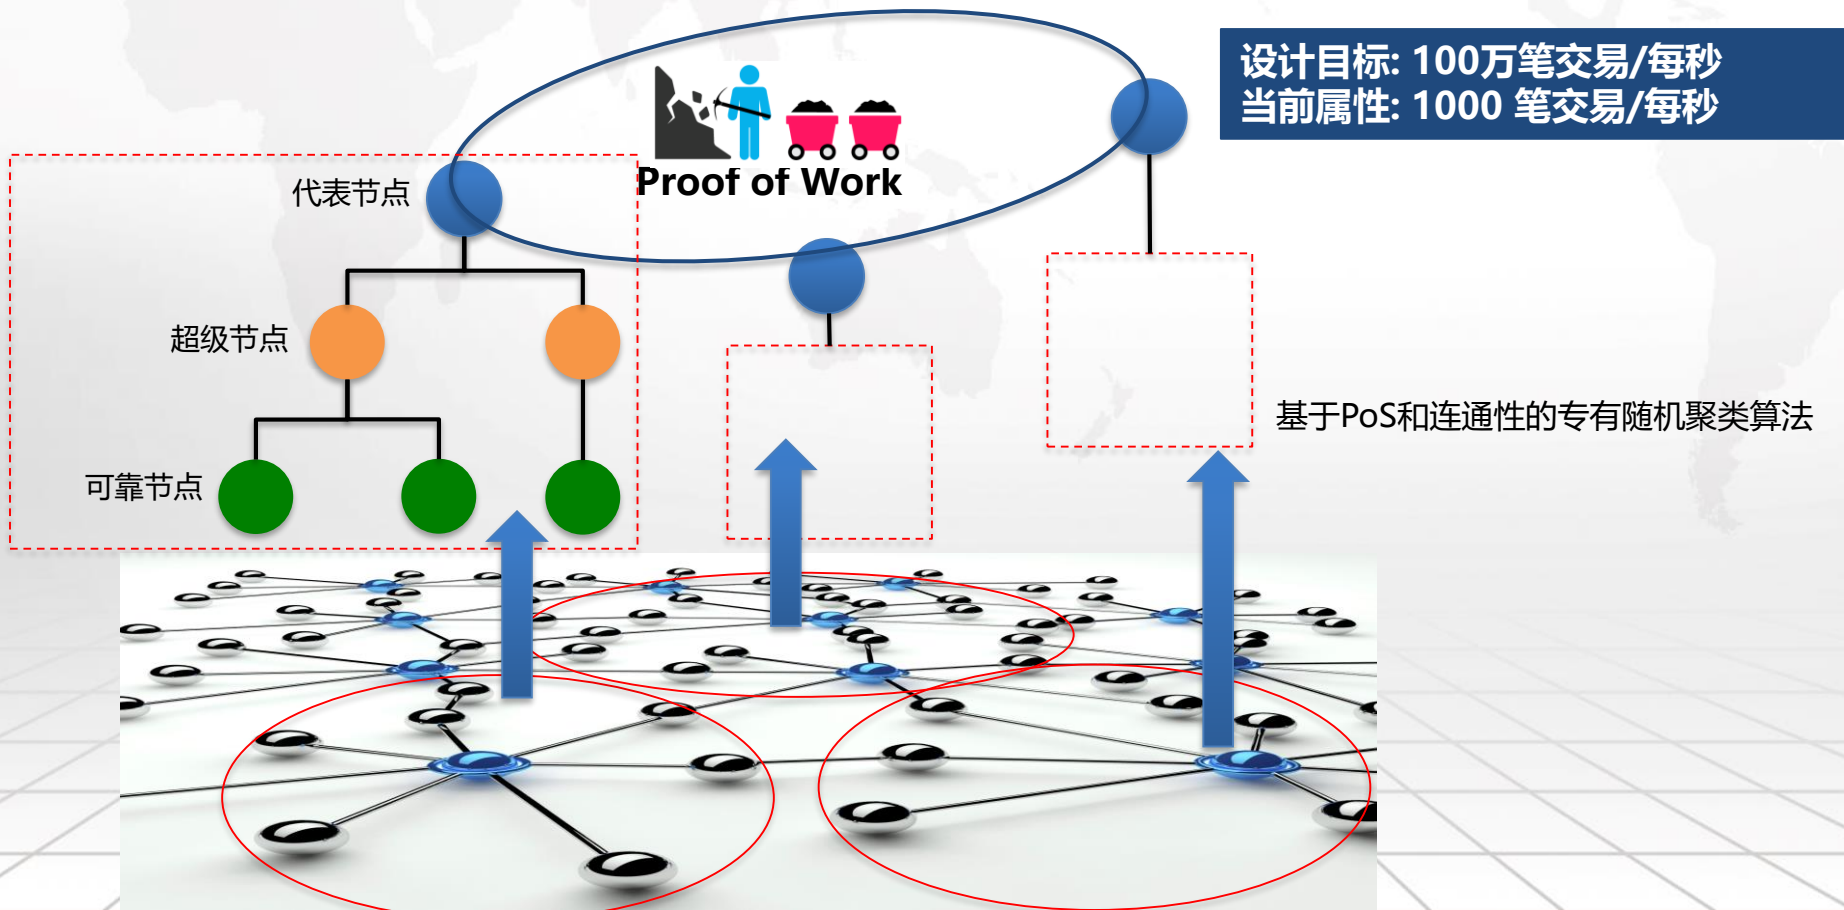 设计目标: 100万笔交易/每秒
当前属性: 1000 笔交易/每秒
Proof of Work
代表节点
超级节点
基于PoS和连通性的专有随机聚类算法
可靠节点